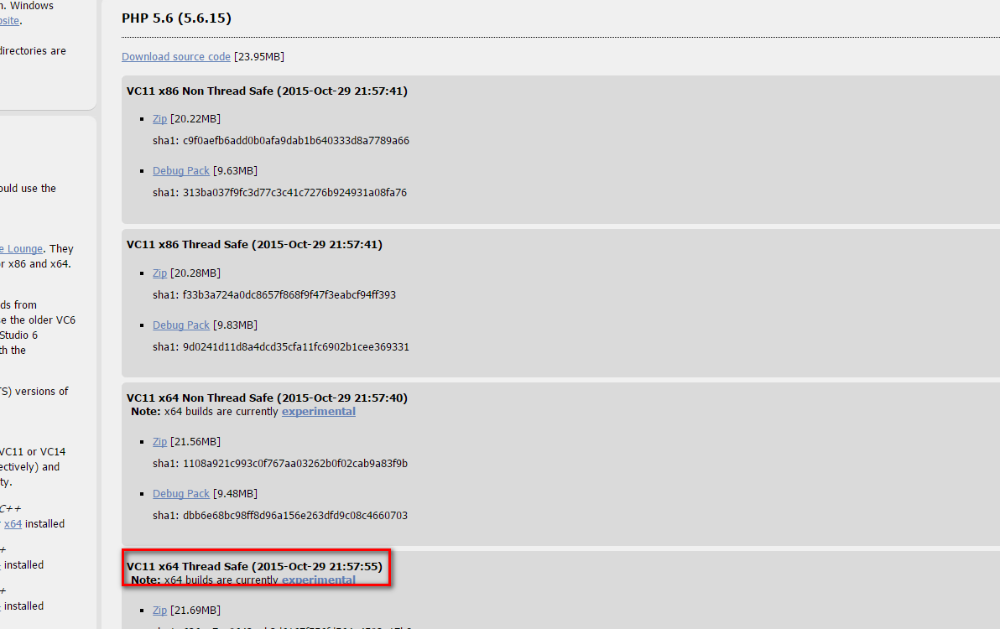 n. Windows
bsite.
directories are
ould use the
e Lounge. They
r x86 and x64.
ds from
e the older VC6
Studio 6
th the
TS) versions of
VC11 or VC14
ectively) and
ty.
C++
x64 installed
installed
installed
PHP 5.6 (5.6.15)
Download source code [23.95MB]
VC11 x86 Non Thread Safe (2015-Oct-29 21:57:41)
Zip [20.22MB]
sha1: c9f0aefb6add0b0afa9dab1b640333d8a7789a66
Debug Pack [9.63MB]
sha1: 313ba037f9fc3d77c3c41c7276b924931a08fa76
VC11 x86 Thread Safe (2015-Oct-29 21:57:41)
Zip [20.28MB]
sha1: f33b3a724a0dc8657f868f9f47f3eabcf94ff393
Debug Pack [9.83MB]
sha1: 9d0241d11d8a4dcd35cfa11fc6902b1cee369331
VC11 x64 Non Thread Safe (2015-Oct-29 21:57:40)
Note: x64 builds are currently experimental
Zip [21.56MB]
sha1: 1108a921c993c0f767aa03262b0f02cab9a83f9b
Debug Pack [9.48MB]
sha1: dbb6e68bc98ff8d96a156e263dfd9c08c4660703
VC11 x64 Thread Safe (2015-Oct-29 21:57:55)
Note: x64 builds are currently experimental
Zip [21.69MB]